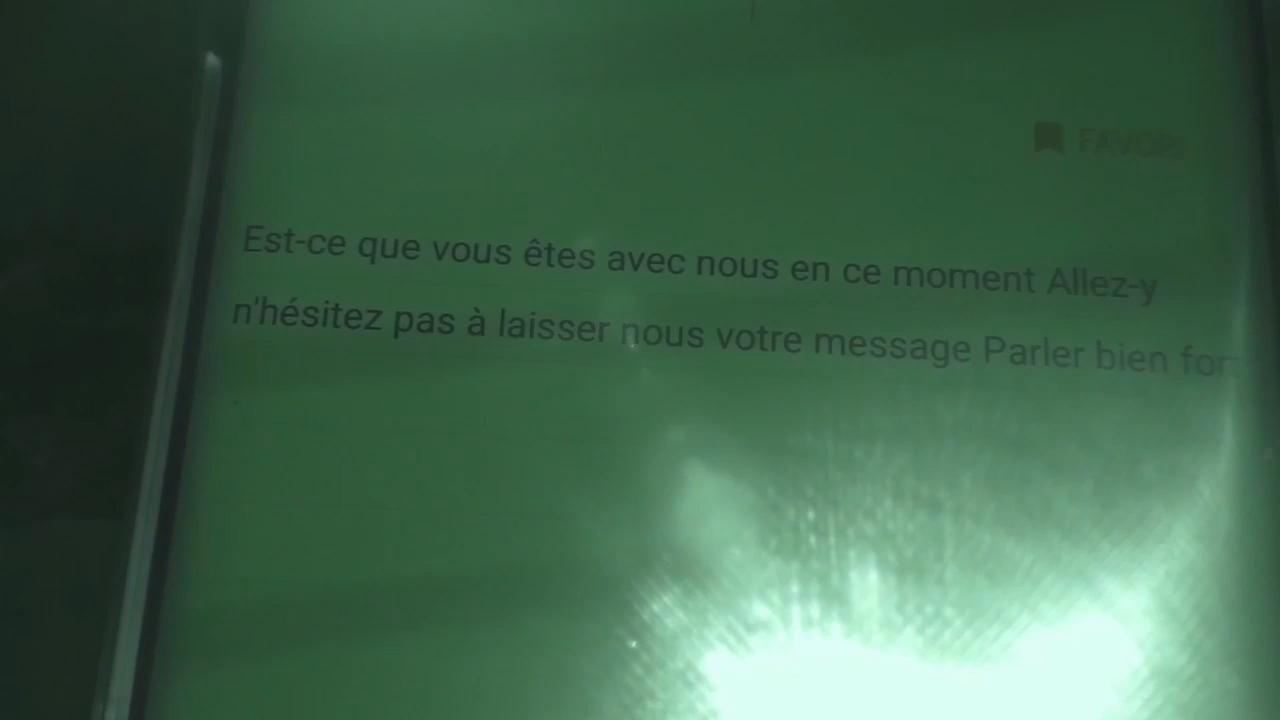 FAVORI
Est-ce que vous êtes avec nous en ce moment Allez-y
n'hésitez pas à laisser nous votre message Parler bien